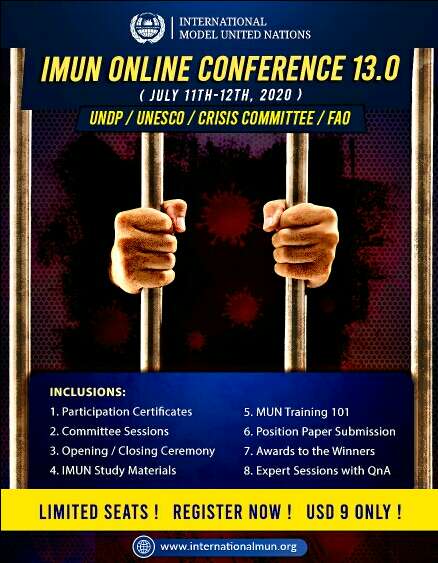 INTERNATIONAL
MODEL UNITED NATIONS
IMUN ONLINE CONFERENCE 13.0
( JULY 11TH-12TH, 2020 )
UNDP / UNESCO / CRISIS COMMITTEE / FAO
INCLUSIONS:
1. Participation Certificates
2. Committee Sessions
3. Opening / Closing Ceremony
4. IMUN Study Materials
5. MUN Training 101
6. Position Paper Submission
7. Awards to the Winners
8. Expert Sessions with QnA
LIMITED SEATS ! REGISTER NOW ! USD 9 ONLY !
www.internationalmun.org